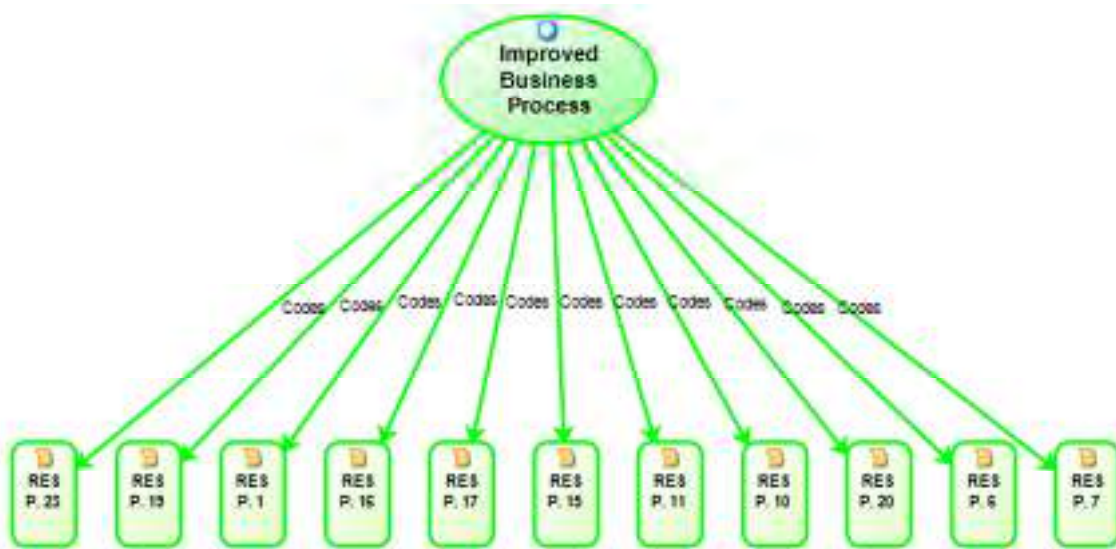 Improved
Business
Process
Codes Codes Codes Codes Codes Codes Codes Codes Codes Codes Codes
RES RES RES RES RES RES RES RES RES RES RES
P. 23 P. 19 P. 1 P. 16 P. 17 P. 15 P. 11 P. 10 P. 20 P. 6 P. 7